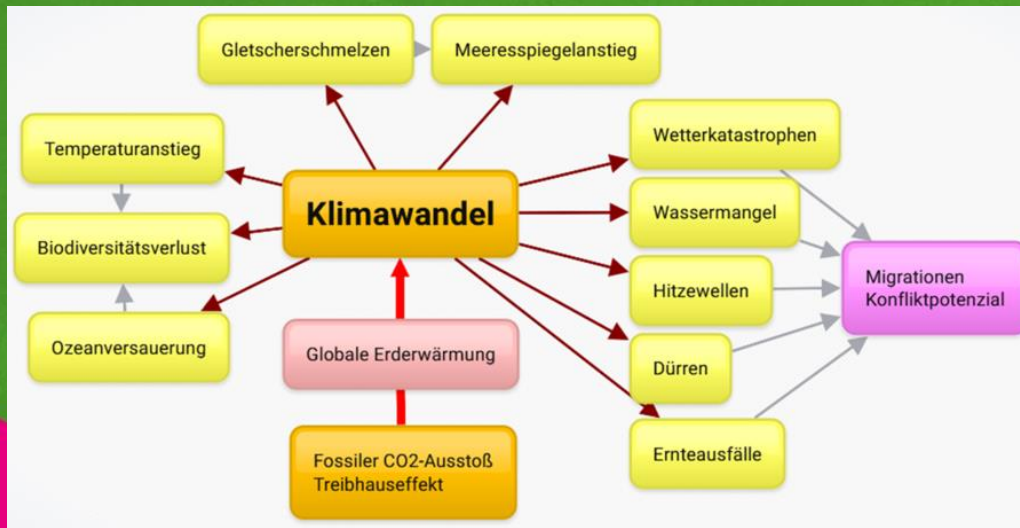 Gletscherschmelzen
Meeresspiegelanstieg
Temperaturanstieg
Wetterkatastrophen
Klimawandel
Wassermangel
Biodiversitätsverlust
Migrationen
Konfliktpotenzial
Hitzewellen
Ozeanversauerung
Globale Erderwärmung
Dürren
Fossiler CO2-Ausstoß
Treibhauseffekt
Ernteausfälle